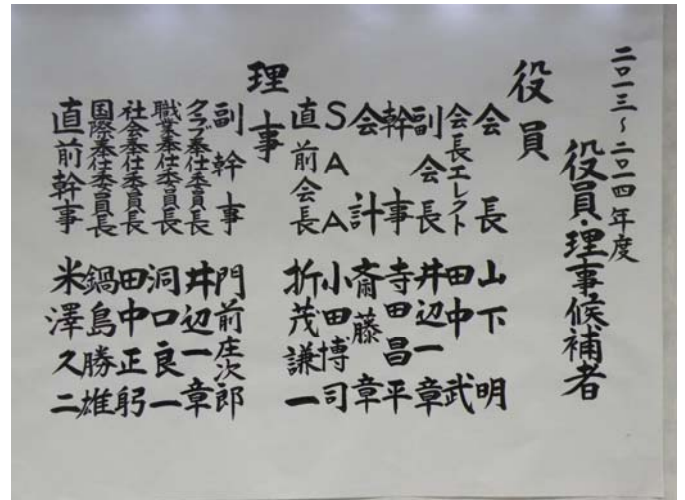 二〇一三～二〇一四年度
役員・理事候補者
役員
会長 山下明
会長エレクト 田中武
副会長 井辺一章
幹事 寺田昌平
会計 斎藤章
SAA 小田博司
直前会長 折茂謙一
理事
副幹事 門前庄次郎
クラブ奉仕委員長 井辺一章
職業奉仕委員長 洞口良一
社会奉仕委員長 田中正躬
国際奉仕委員長 鍋島勝雄
直前幹事 米澤久二